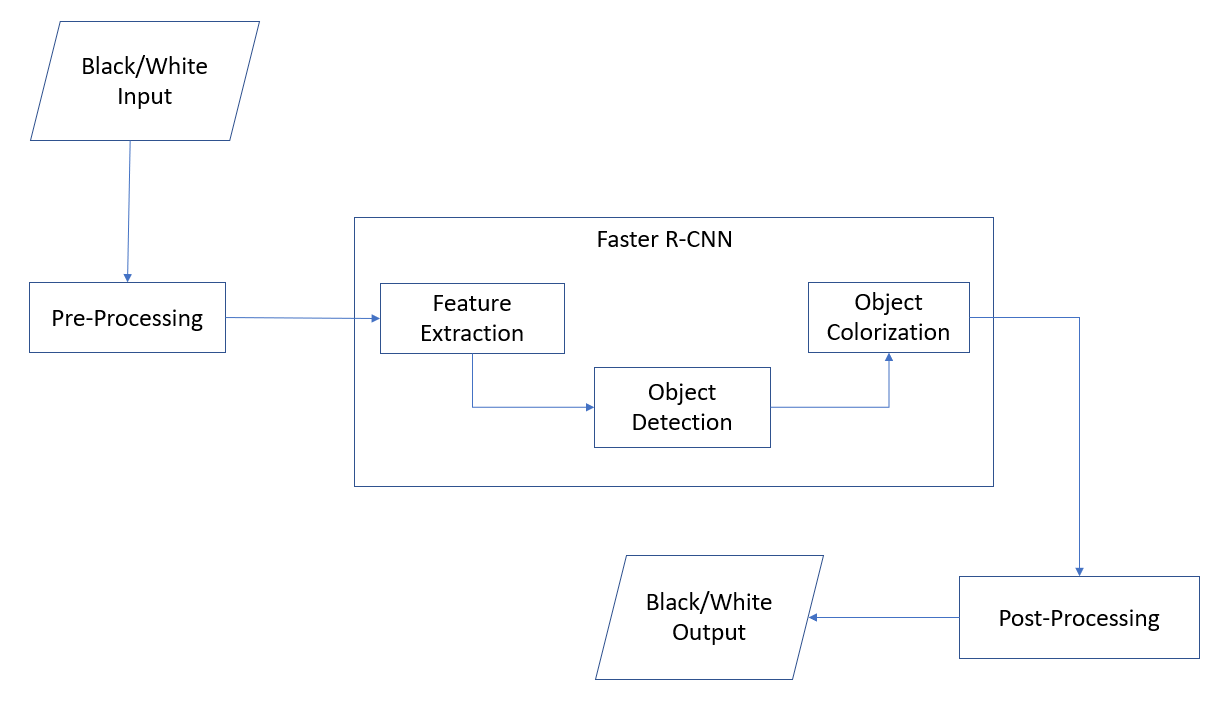 Black/White
Input
Pre-Processing
Faster R-CNN
Feature
Extraction
Object
Detection
Object
Colorization
Post-Processing
Black/White
Output